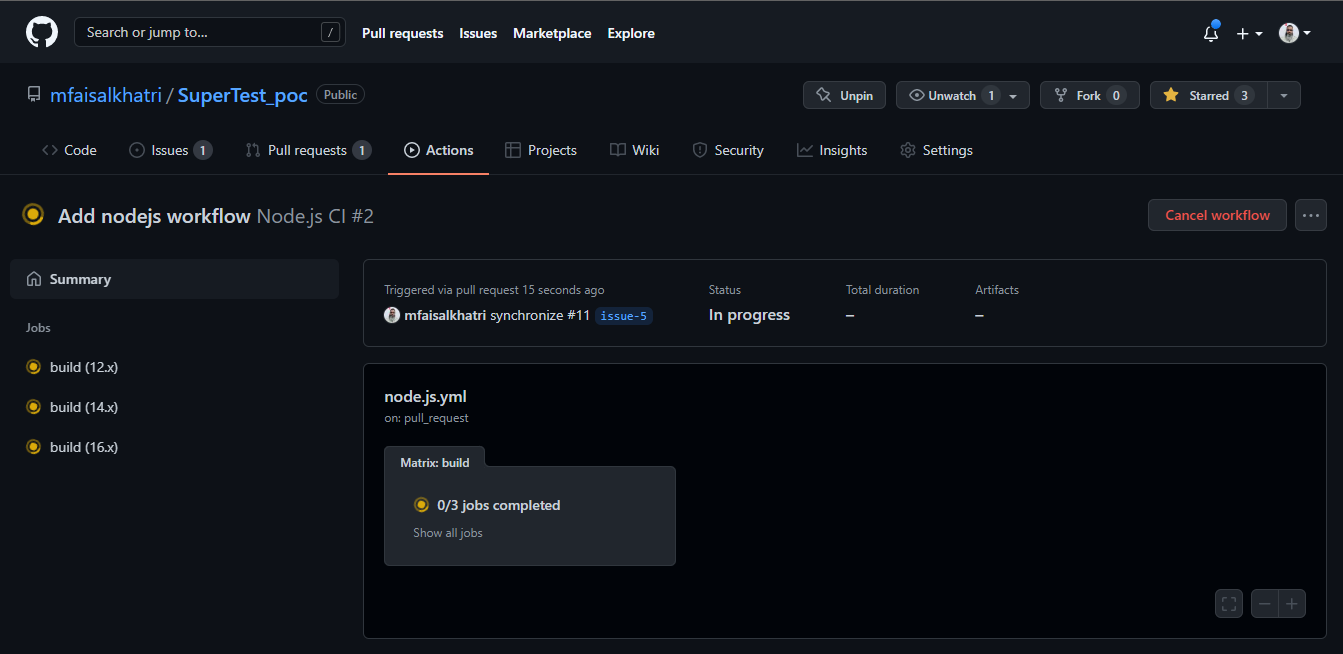 Search or jump to... / Pull requests Issues Marketplace Explore
mfaisalkhatri / SuperTest_poc Public Unpin Unwatch 1 Fork 0 Starred 3
Code Issues 1 Pull requests 1 Actions Projects Wiki Security Insights Settings
Add nodejs workflow Node.js CI #2 Cancel workflow ...
Summary
Jobs
build (12.x)
build (14.x)
build (16.x)
Triggered via pull request 15 seconds ago Status Total duration Artifacts
mfaisalkhatri synchronize #11 issue-5 In progress – –
node.js.yml
on: pull_request
Matrix: build
0/3 jobs completed
Show all jobs